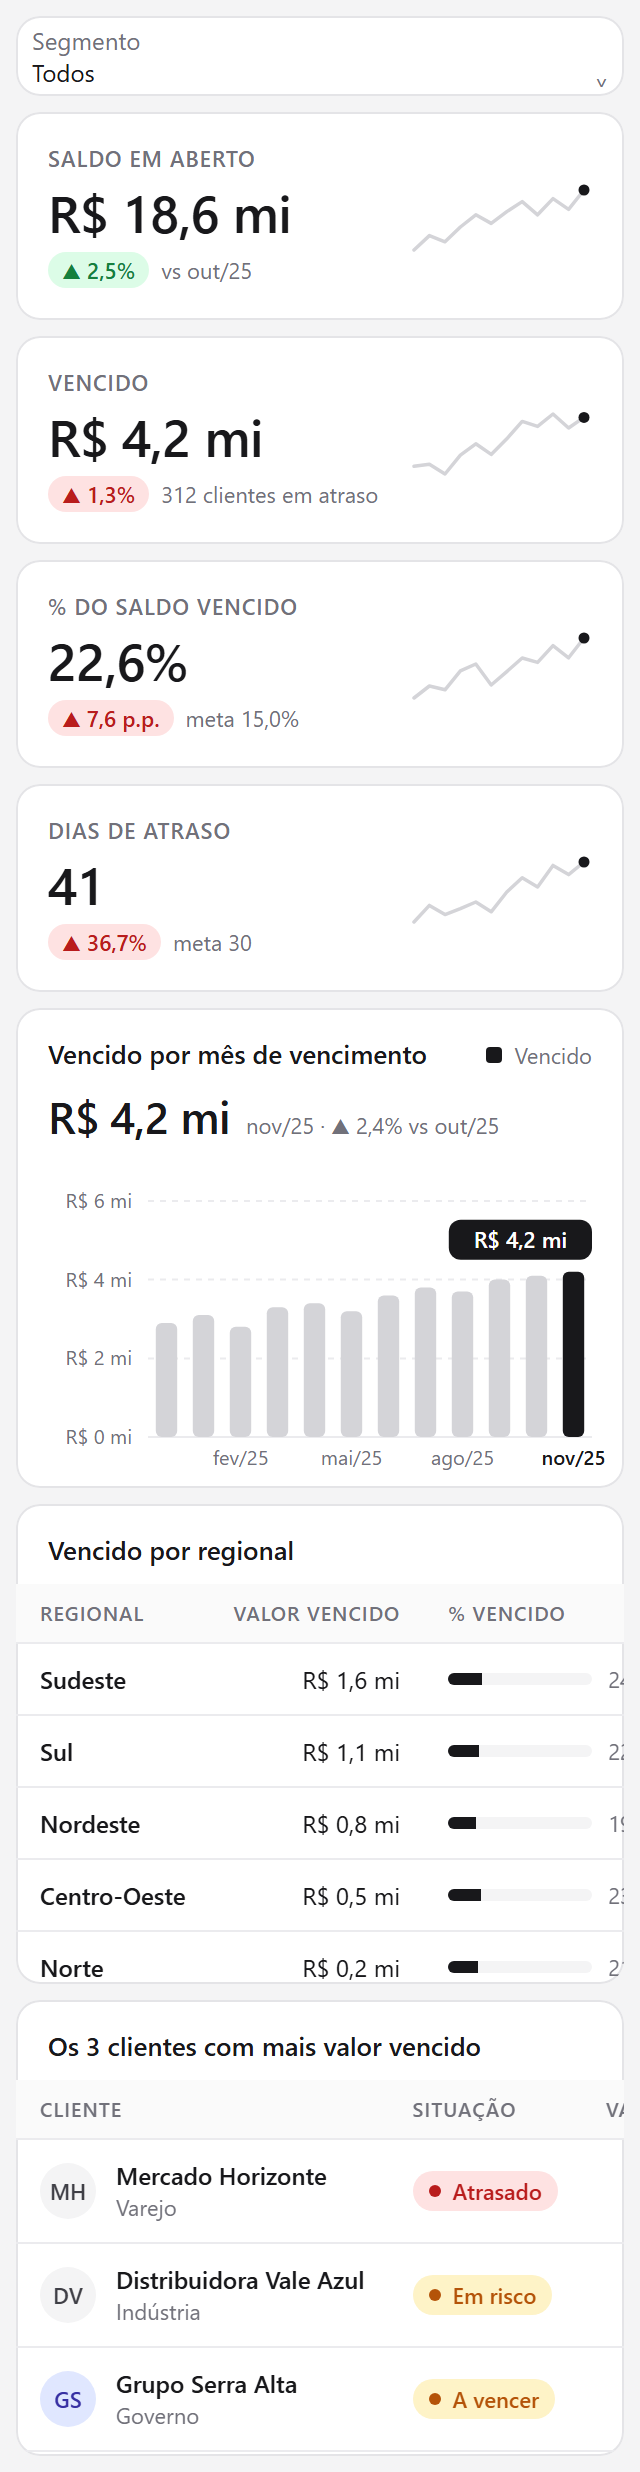 Segmento
Todos
SALDO EM ABERTO
R$ 18,6 mi
▲ 2,5% vs out/25
VENCIDO
R$ 4,2 mi
▲ 1,3% 312 clientes em atraso
% DO SALDO VENCIDO
22,6%
▲ 7,6 p.p. meta 15,0%
DIAS DE ATRASO
41
▲ 36,7% meta 30
Vencido por mês de vencimento
Vencido
R$ 4,2 mi nov/25 · ▲ 2,4% vs out/25
R$ 6 mi
R$ 4,2 mi
R$ 4 mi
R$ 2 mi
R$ 0 mi
fev/25 mai/25 ago/25 nov/25
Vencido por regional
REGIONAL VALOR VENCIDO % VENCIDO
Sudeste R$ 1,6 mi
Sul R$ 1,1 mi
Nordeste R$ 0,8 mi
Centro-Oeste R$ 0,5 mi
Norte R$ 0,2 mi
Os 3 clientes com mais valor vencido
CLIENTE SITUAÇÃO
MH Mercado Horizonte Atrasado
Varejo
DV Distribuidora Vale Azul Em risco
Indústria
GS Grupo Serra Alta A vencer
Governo